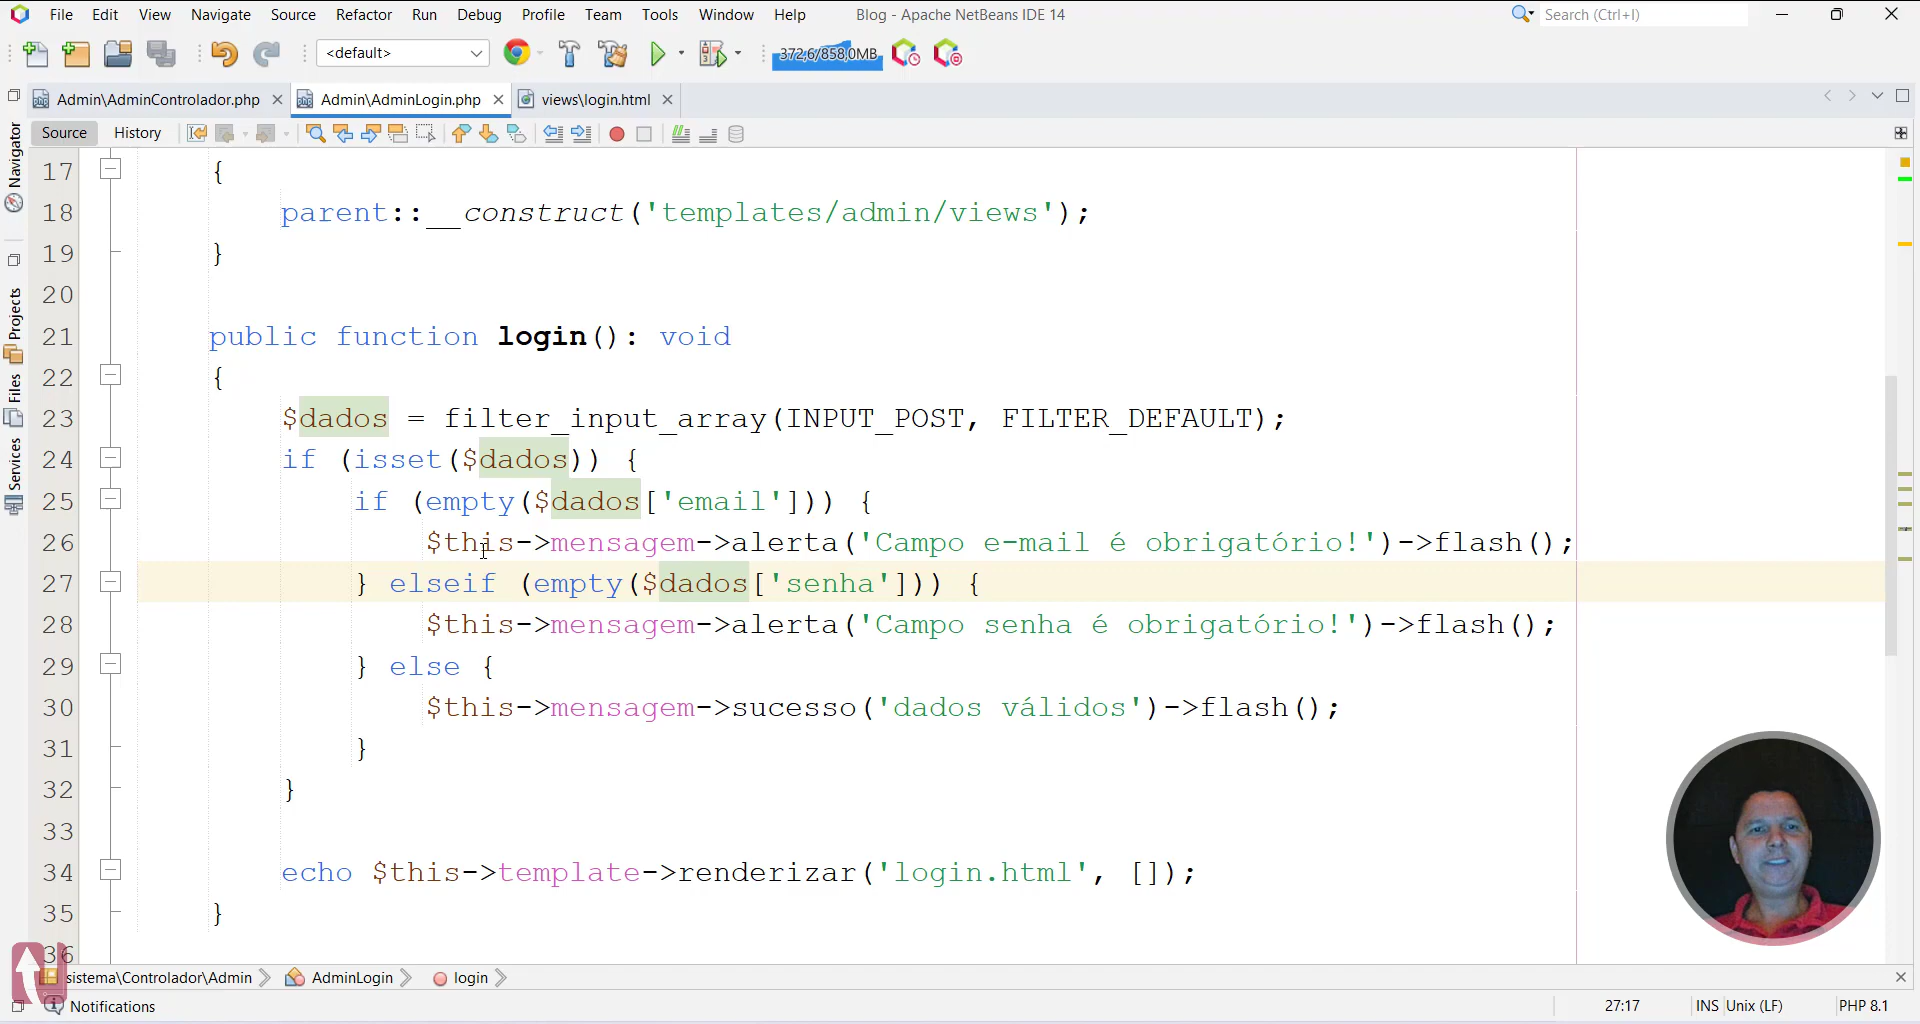 File Edit View Navigate Source Refactor Run Debug Profile Team Tools Window Help Blog - Apache NetBeans IDE 14 Search (Ctrl+I)
<default> 372,6/858,0MB
Admin\AdminControlador.php Admin\AdminLogin.php views\login.html
Source History
Navigator
Projects
Files
Services
17 {
18 parent::__construct('templates/admin/views');
19 }
20
21 public function login(): void
22 {
23 $dados = filter_input_array(INPUT_POST, FILTER_DEFAULT);
24 if (isset($dados)) {
25 if (empty($dados['email'])) {
26 $this->mensagem->alerta('Campo e-mail é obrigatório!')->flash();
27 } elseif (empty($dados['senha'])) {
28 $this->mensagem->alerta('Campo senha é obrigatório!')->flash();
29 } else {
30 $this->mensagem->sucesso('dados válidos')->flash();
31 }
32 }
33
34 echo $this->template->renderizar('login.html', []);
35 }
36
sistema\Controlador\Admin AdminLogin login
Notifications 27:17 INS Unix (LF) PHP 8.1